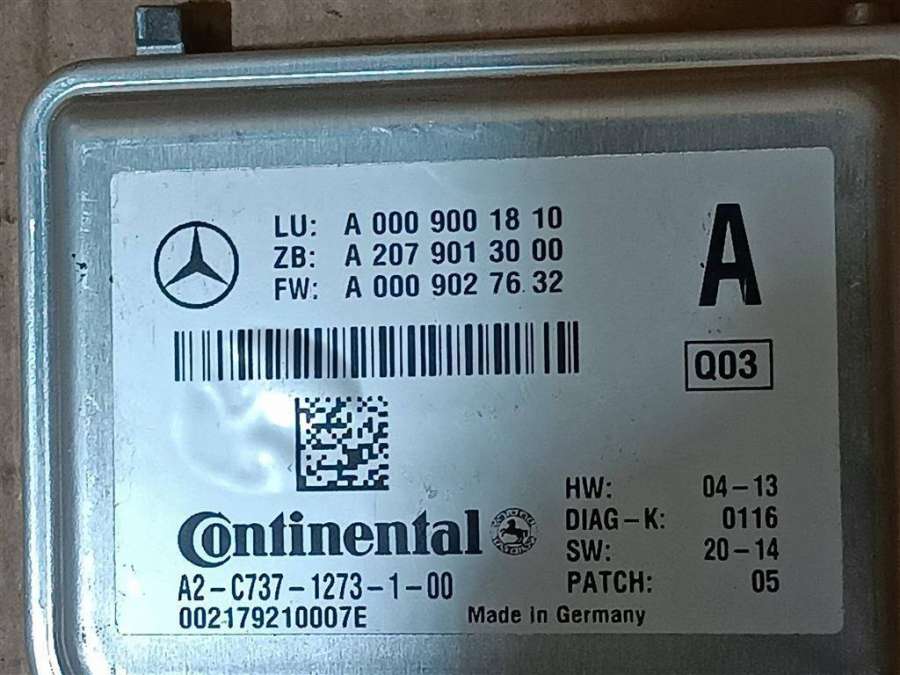 LU: A 000 900 18 10
ZB: A 207 901 30 00
FW: A 000 902 76 32
A
Q03
Continental
A2-C737-1273-1-00
002179210007E
HW: 04-13
DIAG-K: 0116
SW: 20-14
PATCH: 05
Made in Germany